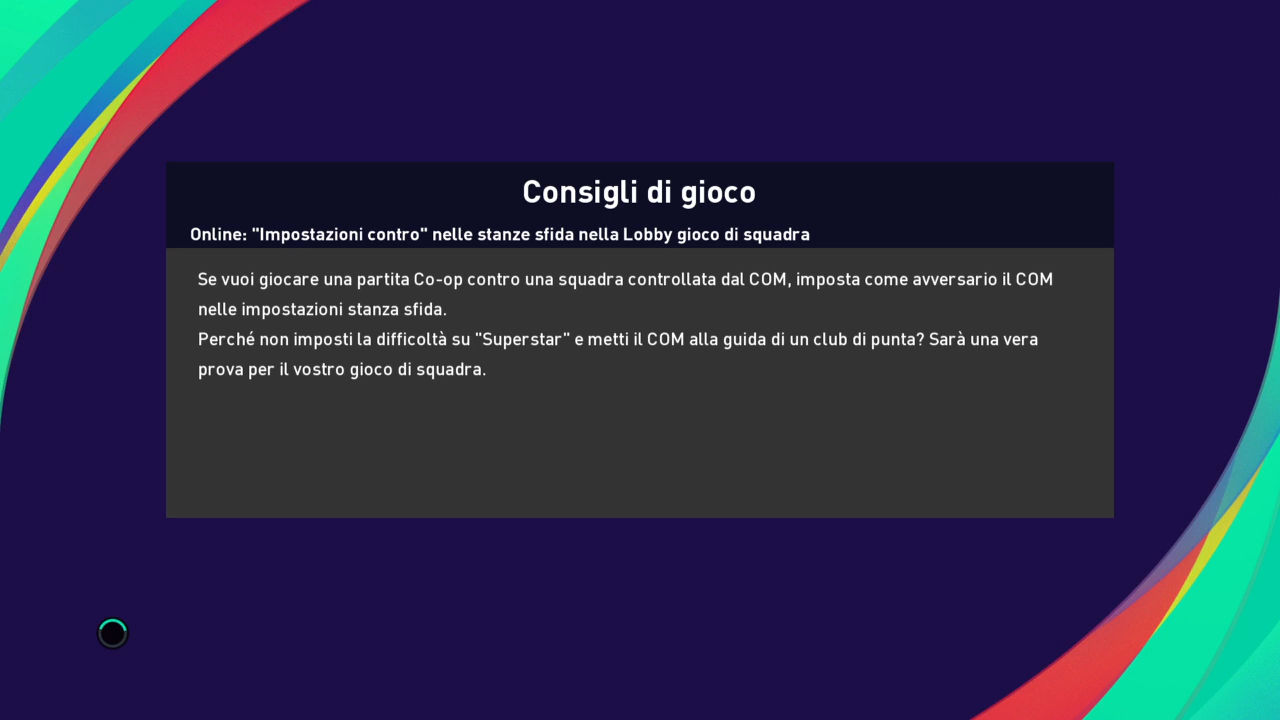 Consigli di gioco
Online: "Impostazioni contro" nelle stanze sfida nella Lobby gioco di squadra
Se vuoi giocare una partita Co-op contro una squadra controllata dal COM, imposta come avversario il COM
nelle impostazioni stanza sfida.
Perché non imposti la difficoltà su "Superstar" e metti il COM alla guida di un club di punta? Sarà una vera
prova per il vostro gioco di squadra.